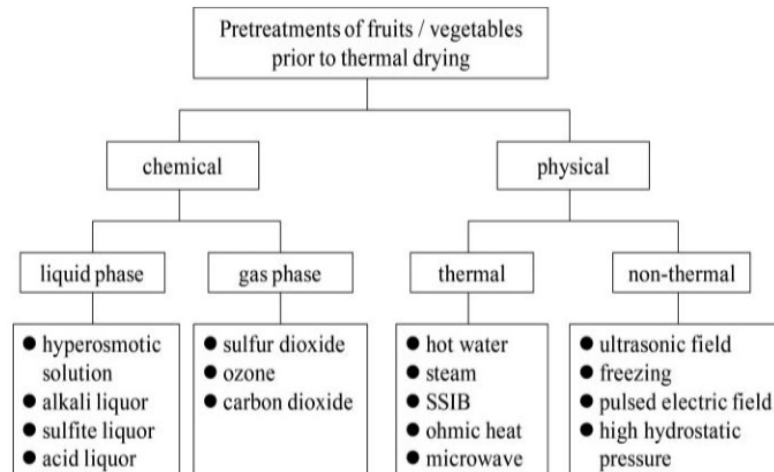 Pretreatments of fruits / vegetables
prior to thermal drying
chemical
physical
liquid phase
gas phase
thermal
non-thermal
● hyperosmotic
solution
● alkali liquor
● sulfite liquor
● acid liquor
● sulfur dioxide
● ozone
● carbon dioxide
● hot water
● steam
● SSIB
● ohmic heat
● microwave
● ultrasonic field
● freezing
● pulsed electric field
● high hydrostatic
pressure